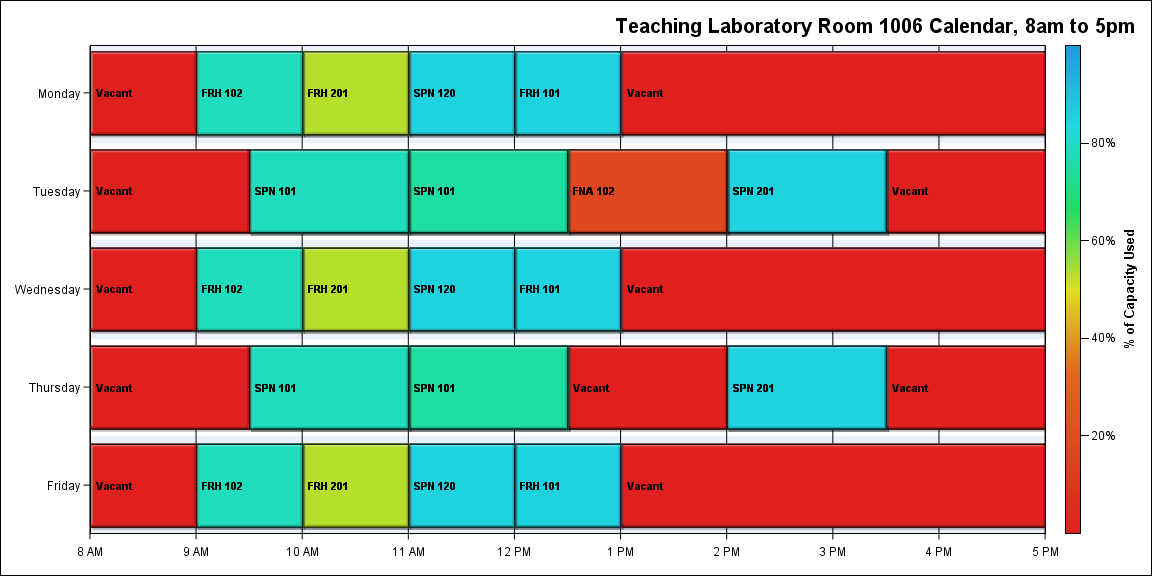 Teaching Laboratory Room 1006 Calendar, 8am to 5pm
Monday
Vacant
FRH 102
FRH 201
SPN 120
FRH 101
Vacant
Tuesday
Vacant
SPN 101
SPN 101
FNA 102
SPN 201
Vacant
Wednesday
Vacant
FRH 102
FRH 201
SPN 120
FRH 101
Vacant
Thursday
Vacant
SPN 101
SPN 101
Vacant
SPN 201
Vacant
Friday
Vacant
FRH 102
FRH 201
SPN 120
FRH 101
Vacant
8 AM
9 AM
10 AM
11 AM
12 PM
1 PM
2 PM
3 PM
4 PM
5 PM
80%
60%
40%
20%
% of Capacity Used